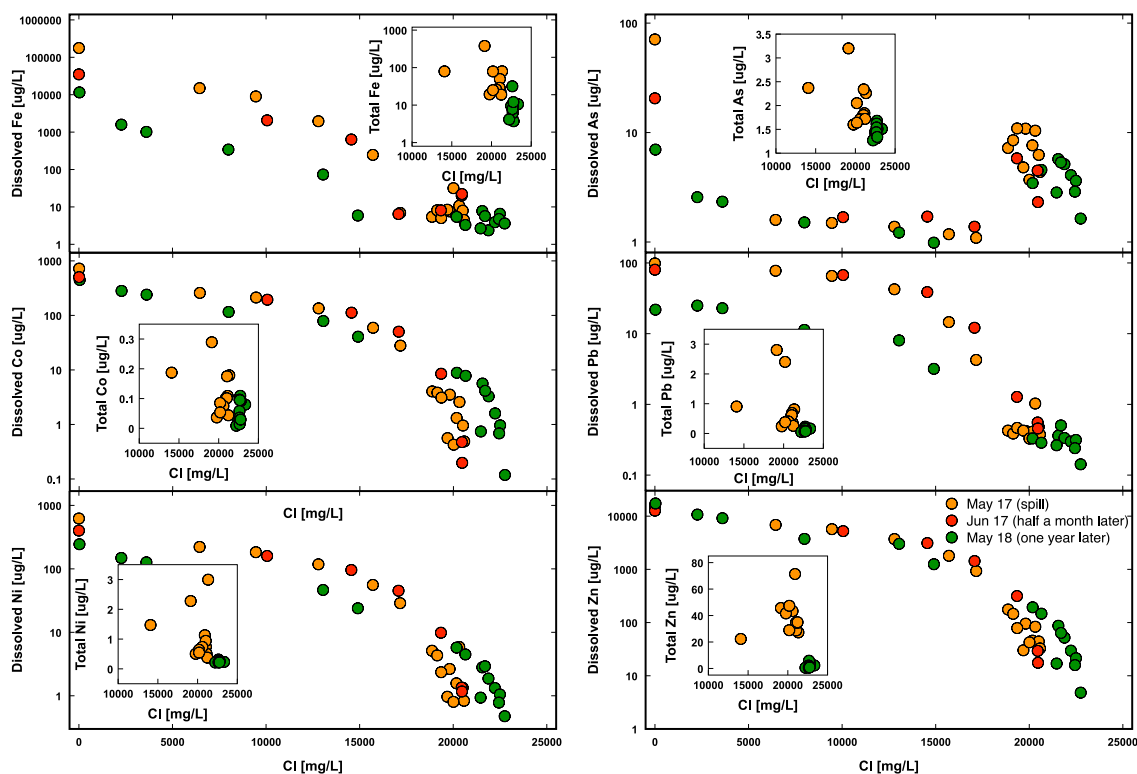 1000000
100000
10000
1000
100
10
1
Dissolved Fe [ug/L]
1000
100
10
1
Total Fe [ug/L]
10000 15000 20000 25000
Cl [mg/L]
100
10
1
Dissolved As [ug/L]
3.5
3
2.5
2
1.5
1
Total As [ug/L]
10000 15000 20000 25000
Cl [mg/L]
1000
100
10
1
0.1
Dissolved Co [ug/L]
0.3
0.2
0.1
0
Total Co [ug/L]
10000 15000 20000 25000
Cl [mg/L]
100
10
1
0.1
Dissolved Pb [ug/L]
3
2
1
0
Total Pb [ug/L]
10000 15000 20000 25000
Cl [mg/L]
Cl [mg/L]
1000
100
10
1
Dissolved Ni [ug/L]
3
2
1
0
Total Ni [ug/L]
10000 15000 20000 25000
Cl [mg/L]
0 5000 10000 15000 20000 25000
Cl [mg/L]
10000
1000
100
10
1
Dissolved Zn [ug/L]
May 17 (spill)
Jun 17 (half a month later)
May 18 (one year later)
80
60
40
20
0
Total Zn [ug/L]
10000 15000 20000 25000
Cl [mg/L]
0 5000 10000 15000 20000 25000
Cl [mg/L]